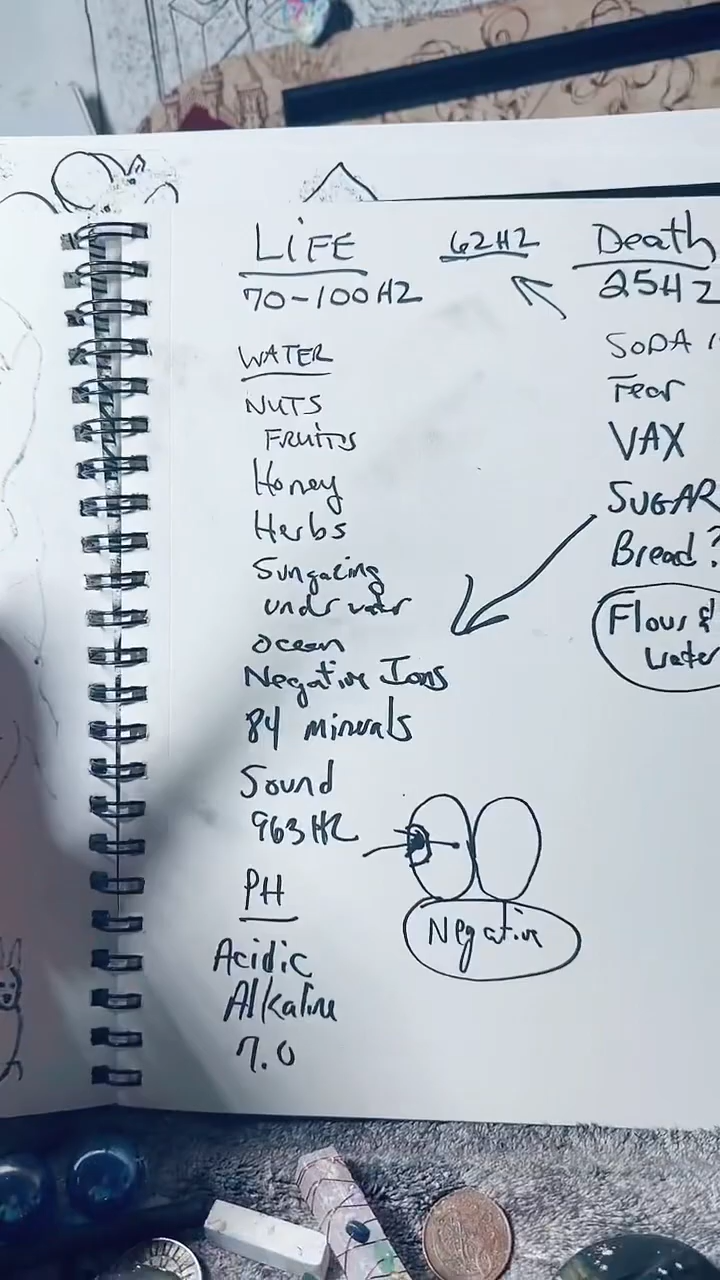 LIFE
70-100HZ
WATER
NUTS
FRUITS
Honey
Herbs
Sungazing
under water
ocean
Negative Ions
84 minerals
Sound
963HZ
PH
Acidic
Alkaline
7.0
62HZ
Negative
Death
25HZ
SODA
Fear
VAX
SUGAR
Bread?
Flour &
water